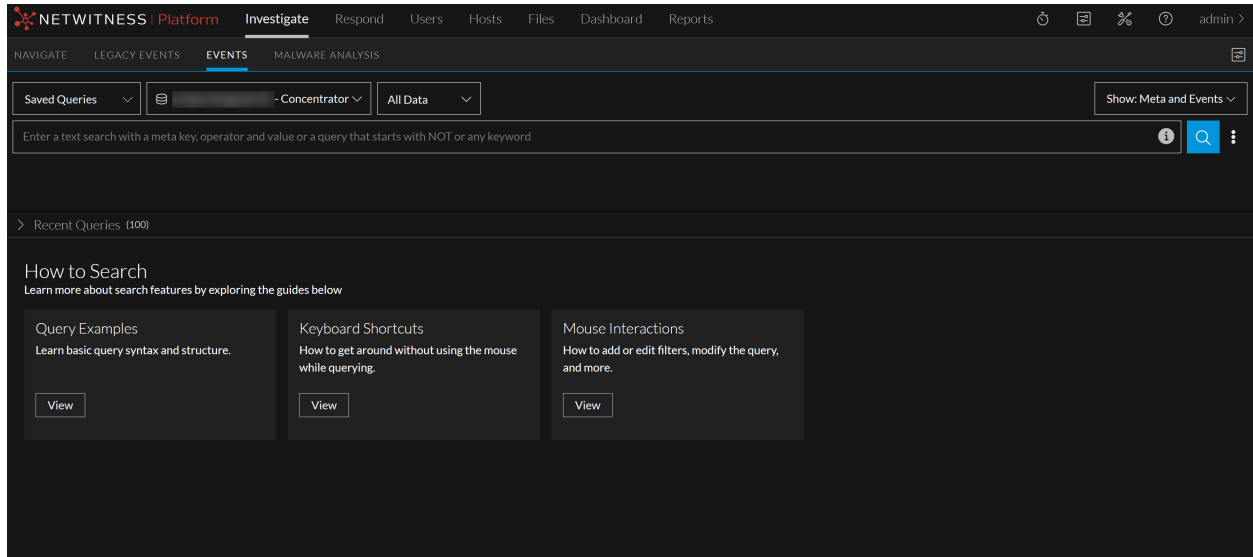 NETWITNESS | Platform Investigate Respond Users Hosts Files Dashboard Reports admin >
NAVIGATE LEGACY EVENTS EVENTS MALWARE ANALYSIS
Saved Queries - Concentrator All Data Show: Meta and Events
Enter a text search with a meta key, operator and value or a query that starts with NOT or any keyword
Recent Queries (100)
How to Search
Learn more about search features by exploring the guides below
Query Examples
Learn basic query syntax and structure.
View
Keyboard Shortcuts
How to get around without using the mouse
while querying.
View
Mouse Interactions
How to add or edit filters, modify the query,
and more.
View